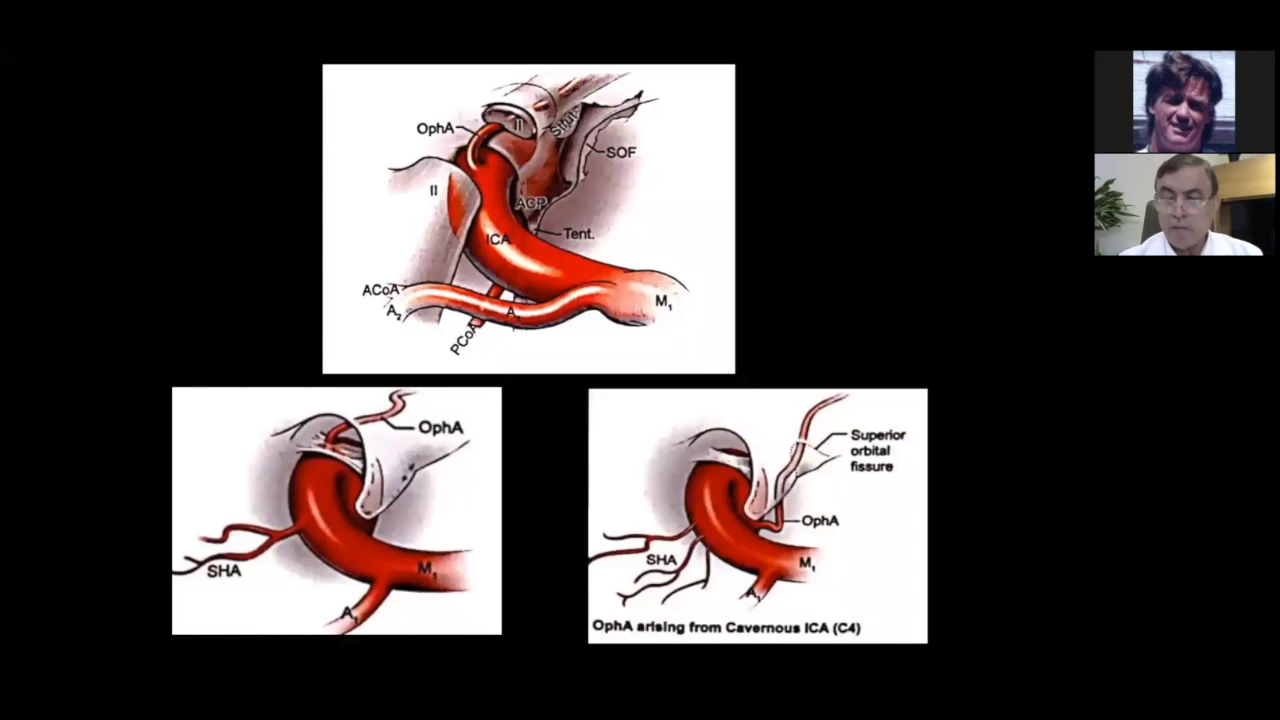 OphA
II
SOF
II
ACP
ICA
Tent.
ACoA
A2
A1
M1
PCoA
OphA
SHA
M1
A1
Superior
orbital
fissure
OphA
SHA
M1
A1
OphA arising from Cavernous ICA (C4)